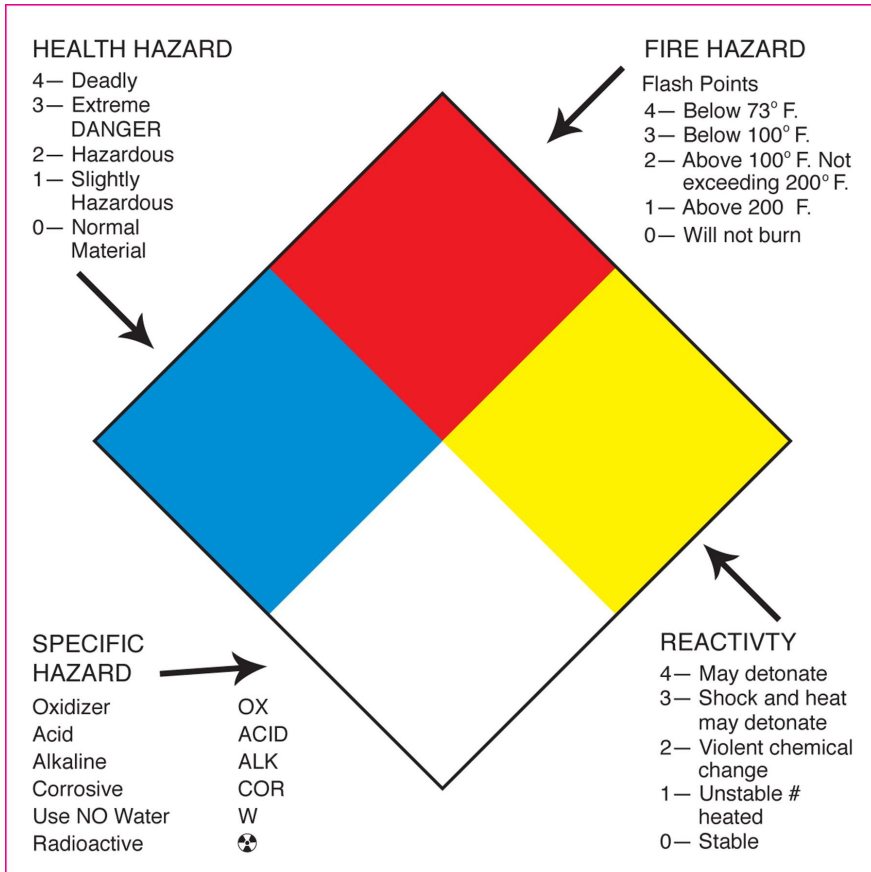 HEALTH HAZARD
4— Deadly
3— Extreme
DANGER
2— Hazardous
1— Slightly
Hazardous
0— Normal
Material
FIRE HAZARD
Flash Points
4— Below 73° F.
3— Below 100° F.
2— Above 100° F. Not
exceeding 200° F.
1— Above 200 F.
0— Will not burn
SPECIFIC
HAZARD
Oxidizer OX
Acid ACID
Alkaline ALK
Corrosive COR
Use NO Water W
Radioactive ☢
REACTIVTY
4— May detonate
3— Shock and heat
may detonate
2— Violent chemical
change
1— Unstable #
heated
0— Stable